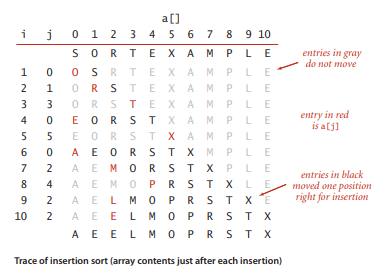 a[]
i j 0 1 2 3 4 5 6 7 8 9 10
S O R T E X A M P L E
1 0 O S R T E X A M P L E
2 1 O R S T E X A M P L E
3 3 O R S T E X A M P L E
4 0 E O R S T X A M P L E
5 5 E O R S T X A M P L E
6 0 A E O R S T X M P L E
7 2 A E M O R S T X P L E
8 4 A E M O P R S T X L E
9 2 A E L M O P R S T X E
10 2 A E E L M O P R S T X
A E E L M O P R S T X
entries in gray
do not move
entry in red
is a[j]
entries in black
moved one position
right for insertion
Trace of insertion sort (array contents just after each insertion)